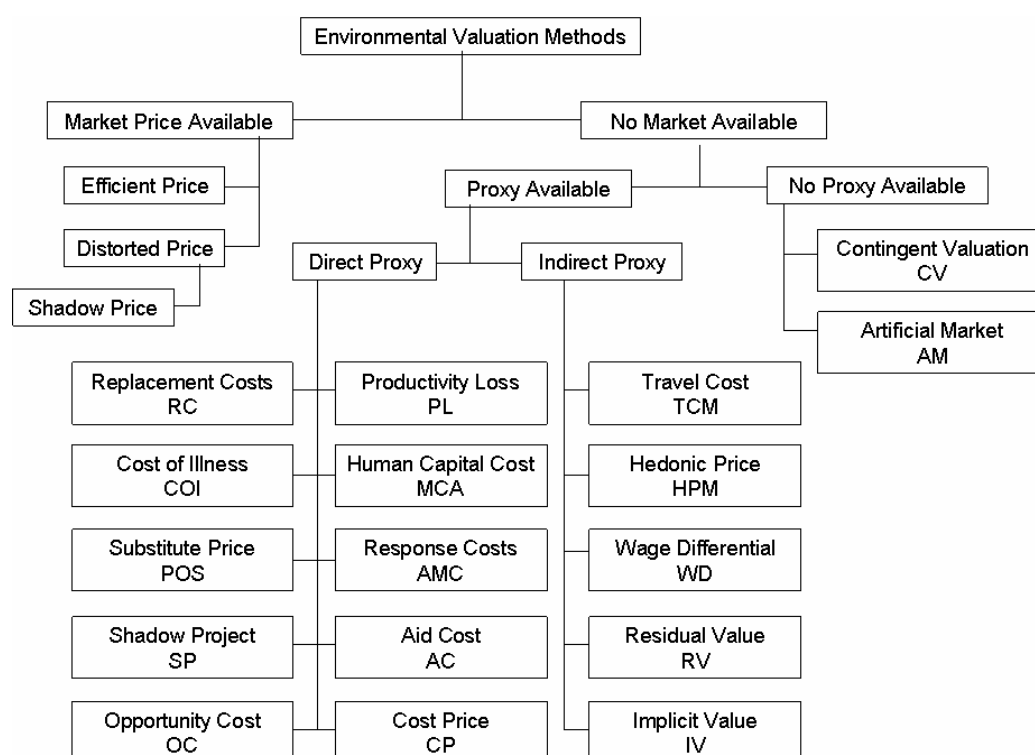 Environmental Valuation Methods
Market Price Available
No Market Available
Efficient Price
Proxy Available
No Proxy Available
Distorted Price
Direct Proxy
Indirect Proxy
Contingent Valuation
CV
Shadow Price
Artificial Market
AM
Replacement Costs
RC
Productivity Loss
PL
Travel Cost
TCM
Cost of Illness
COI
Human Capital Cost
MCA
Hedonic Price
HPM
Substitute Price
POS
Response Costs
AMC
Wage Differential
WD
Shadow Project
SP
Aid Cost
AC
Residual Value
RV
Opportunity Cost
OC
Cost Price
CP
Implicit Value
IV